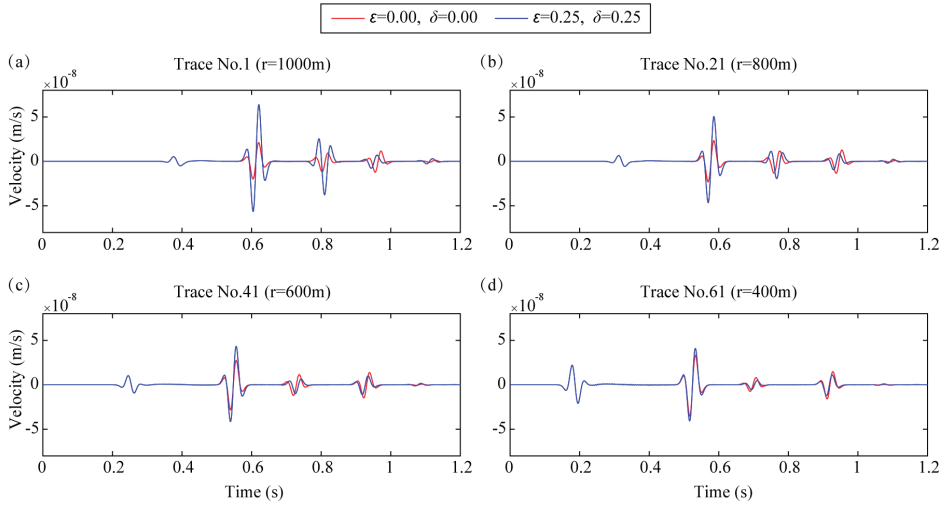 ε=0.00, δ=0.00 ε=0.25, δ=0.25
(a) Trace No.1 (r=1000m)
×10-8
5
0
-5
Velocity (m/s)
0 0.2 0.4 0.6 0.8 1 1.2
(b) Trace No.21 (r=800m)
×10-8
5
0
-5
0 0.2 0.4 0.6 0.8 1 1.2
(c) Trace No.41 (r=600m)
×10-8
5
0
-5
Velocity (m/s)
0 0.2 0.4 0.6 0.8 1 1.2
Time (s)
(d) Trace No.61 (r=400m)
×10-8
5
0
-5
0 0.2 0.4 0.6 0.8 1 1.2
Time (s)